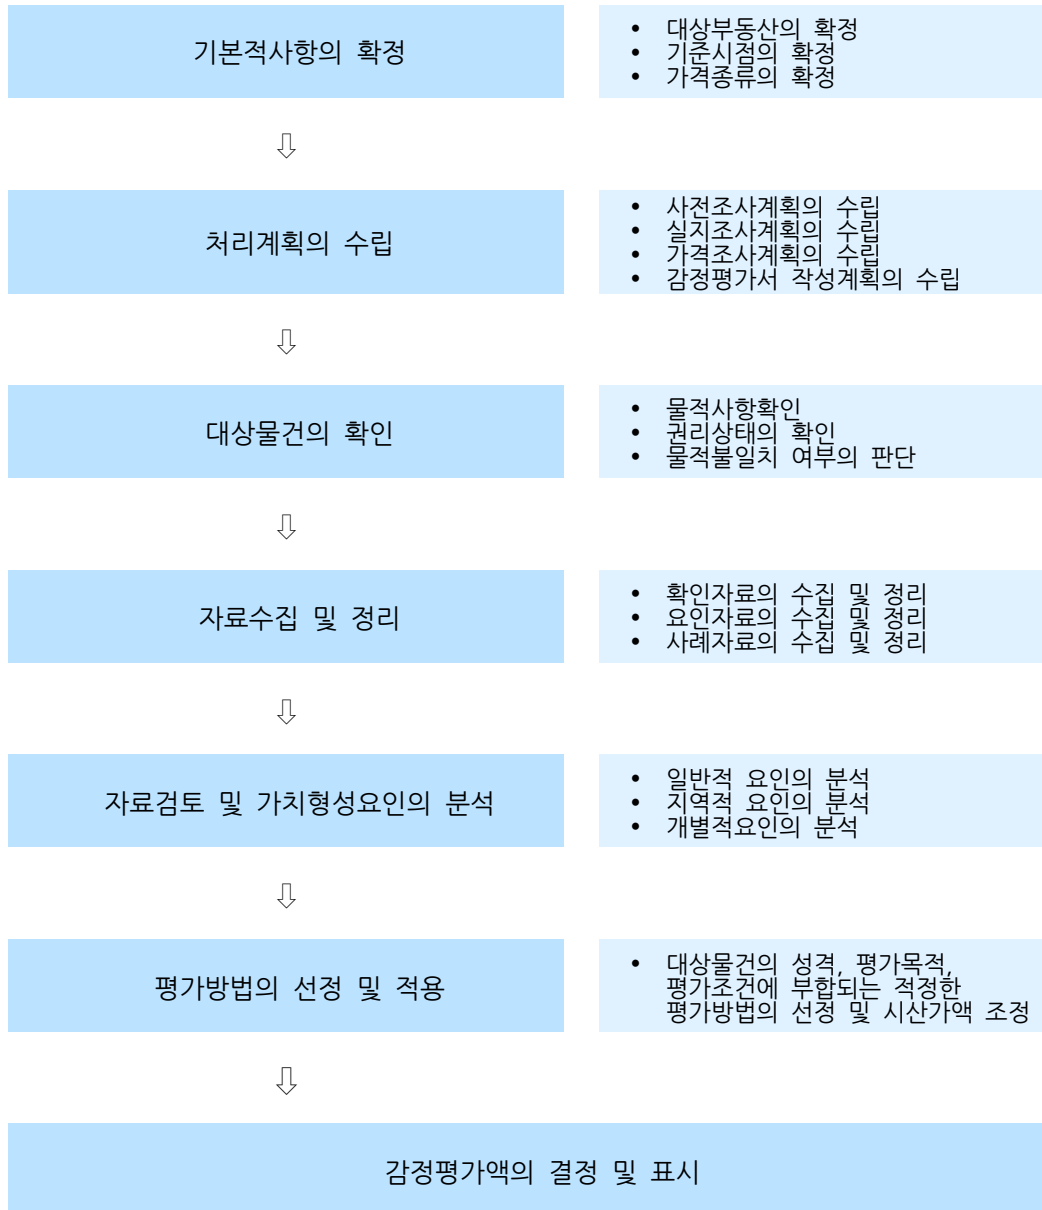 기본적사항의 확정
• 대상부동산의 확정
• 기준시점의 확정
• 가격종류의 확정
⇩
처리계획의 수립
• 사전조사계획의 수립
• 실지조사계획의 수립
• 가격조사계획의 수립
• 감정평가서 작성계획의 수립
⇩
대상물건의 확인
• 물적사항확인
• 권리상태의 확인
• 물적불일치 여부의 판단
⇩
자료수집 및 정리
• 확인자료의 수집 및 정리
• 요인자료의 수집 및 정리
• 사례자료의 수집 및 정리
⇩
자료검토 및 가치형성요인의 분석
• 일반적 요인의 분석
• 지역적 요인의 분석
• 개별적요인의 분석
⇩
평가방법의 선정 및 적용
• 대상물건의 성격, 평가목적,
평가조건에 부합되는 적정한
평가방법의 선정 및 시산가액 조정
⇩
감정평가액의 결정 및 표시